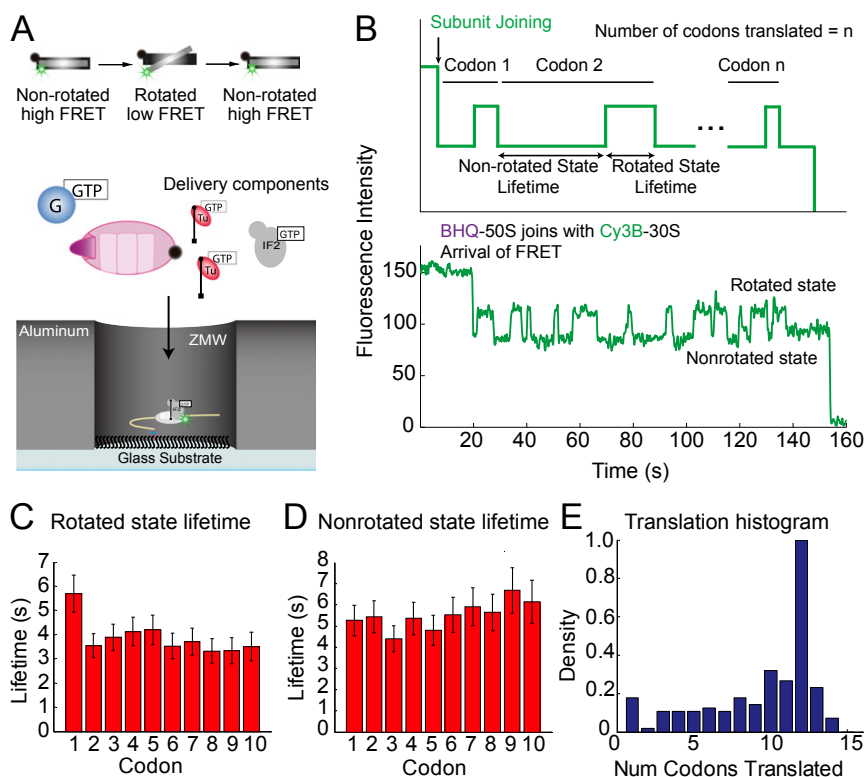 A
Non-rotated
high FRET
Rotated
low FRET
Non-rotated
high FRET
G
GTP
Delivery components
GTP
Tu
GTP
Tu
GTP
IF2
Aluminum
ZMW
IF2
Glass Substrate
B
Subunit Joining
Number of codons translated = n
Codon 1
Codon 2
Codon n
...
Non-rotated State
Lifetime
Rotated State
Lifetime
Fluorescence Intensity
BHQ-50S joins with Cy3B-30S
Arrival of FRET
150
100
50
0
Rotated state
Nonrotated state
20 40 60 80 100 120 140 160
Time (s)
C Rotated state lifetime
Lifetime (s)
7
6
5
4
3
2
1
0
1 2 3 4 5 6 7 8 9 10
Codon
D Nonrotated state lifetime
Lifetime (s)
8
7
6
5
4
3
2
1
0
1 2 3 4 5 6 7 8 9 10
Codon
E Translation histogram
Density
1.0
0.8
0.6
0.4
0.2
0
0 5 10 15
Num Codons Translated